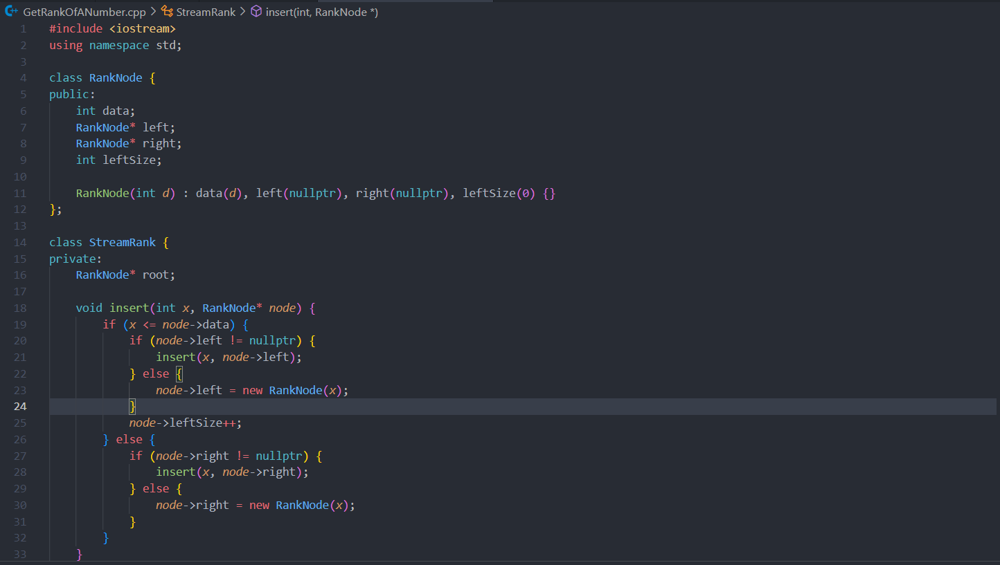 GetRankOfANumber.cpp > StreamRank > insert(int, RankNode *)
1 #include <iostream>
2 using namespace std;
3
4 class RankNode {
5 public:
6     int data;
7     RankNode* left;
8     RankNode* right;
9     int leftSize;
10
11     RankNode(int d) : data(d), left(nullptr), right(nullptr), leftSize(0) {}
12 };
13
14 class StreamRank {
15 private:
16     RankNode* root;
17
18     void insert(int x, RankNode* node) {
19         if (x <= node->data) {
20             if (node->left != nullptr) {
21                 insert(x, node->left);
22             } else {
23                 node->left = new RankNode(x);
24             }
25             node->leftSize++;
26         } else {
27             if (node->right != nullptr) {
28                 insert(x, node->right);
29             } else {
30                 node->right = new RankNode(x);
31             }
32         }
33     }